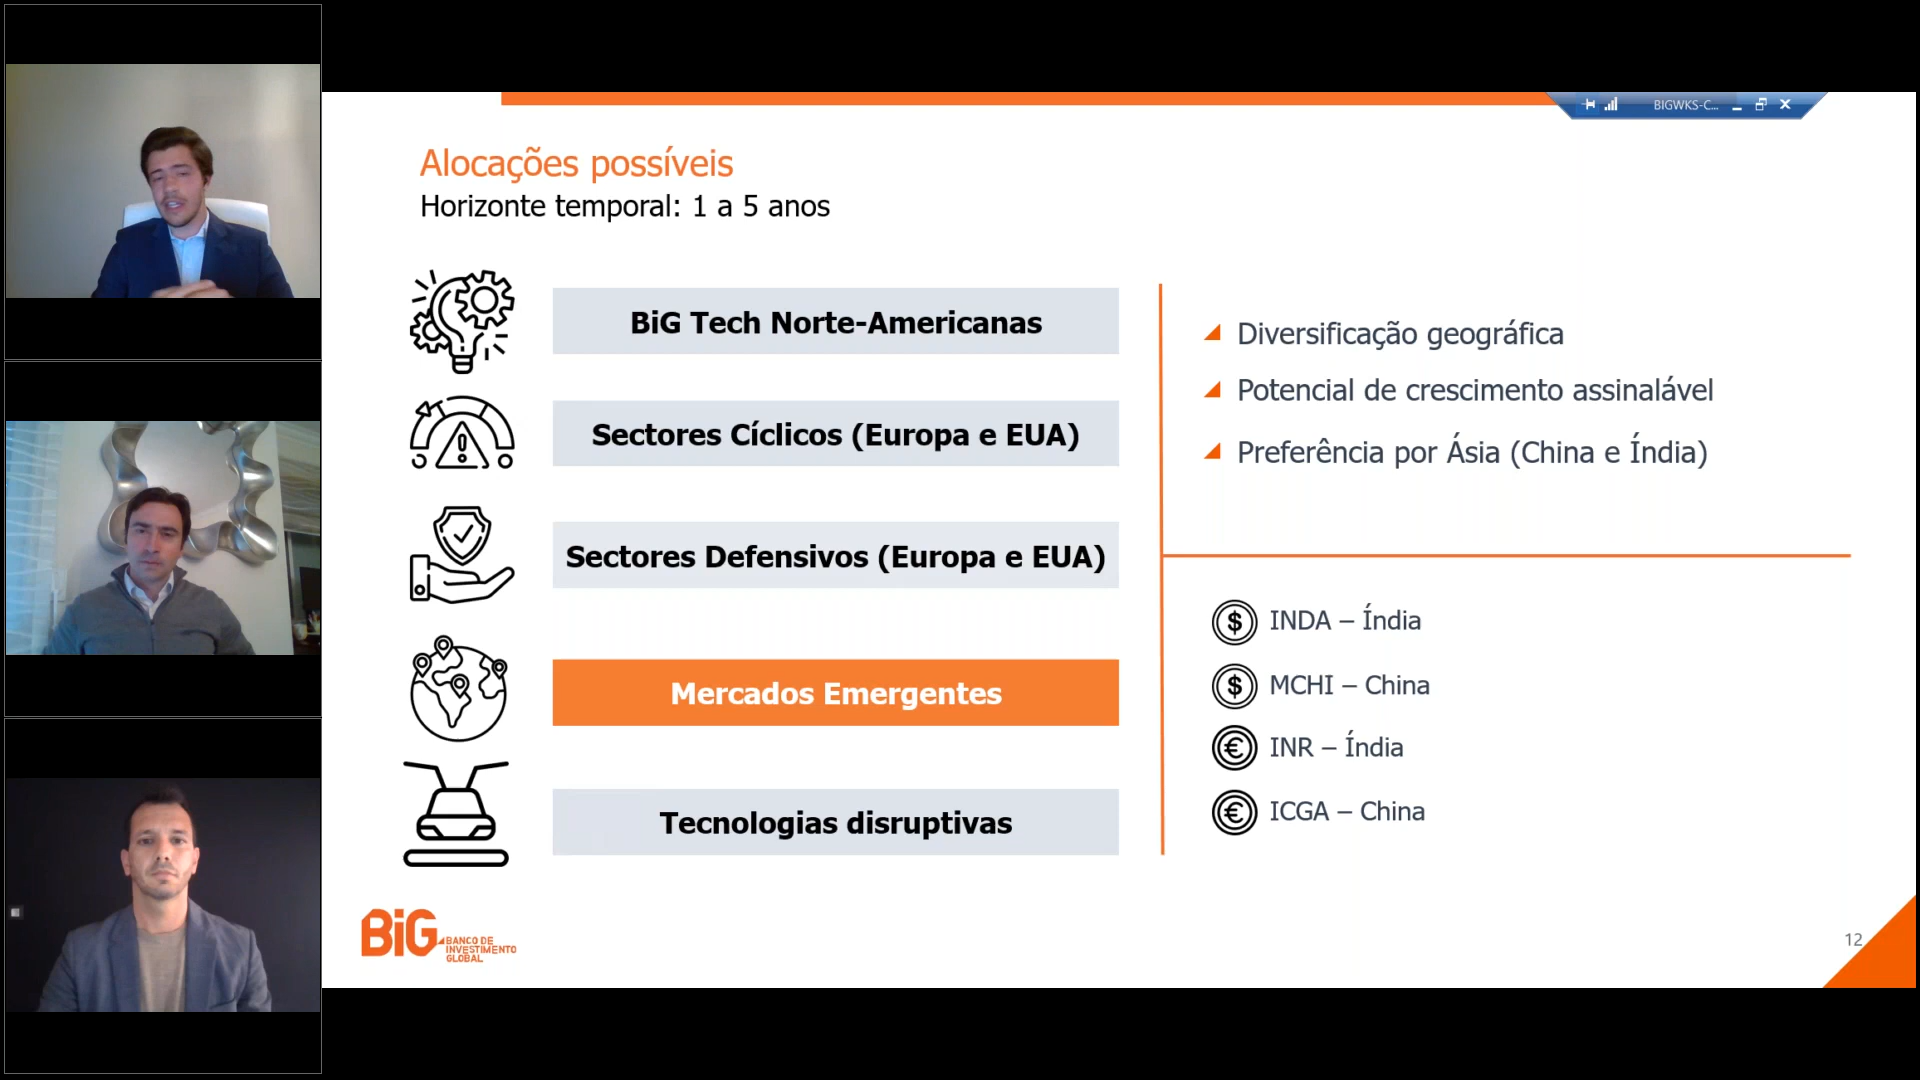 BIGWKS-C...
Alocações possíveis
Horizonte temporal: 1 a 5 anos
BiG Tech Norte-Americanas
Sectores Cíclicos (Europa e EUA)
Sectores Defensivos (Europa e EUA)
Mercados Emergentes
Tecnologias disruptivas
Diversificação geográfica
Potencial de crescimento assinalável
Preferência por Ásia (China e Índia)
$ INDA – Índia
$ MCHI – China
€ INR – Índia
€ ICGA – China
BiG
BANCO DE
INVESTIMENTO
GLOBAL
12